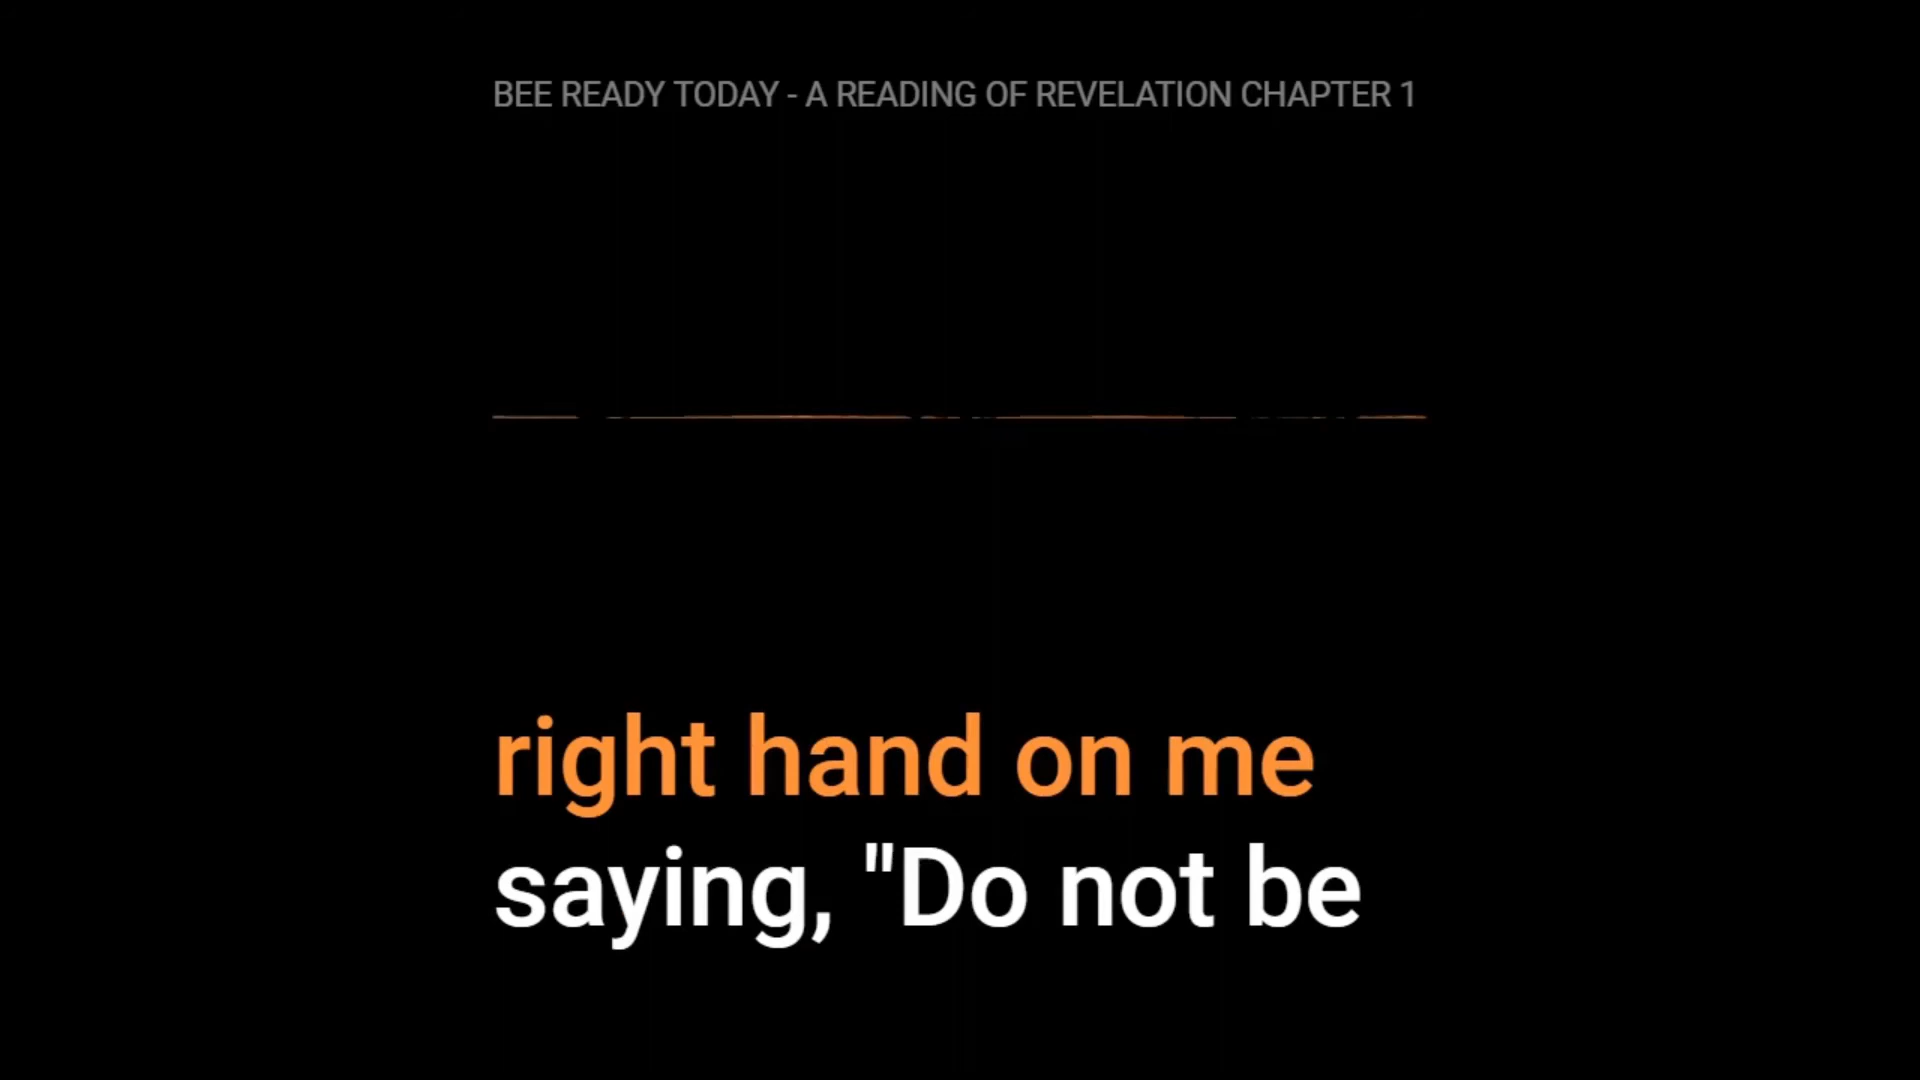 BEE READY TODAY - A READING OF REVELATION CHAPTER 1
right hand on me
saying, "Do not be